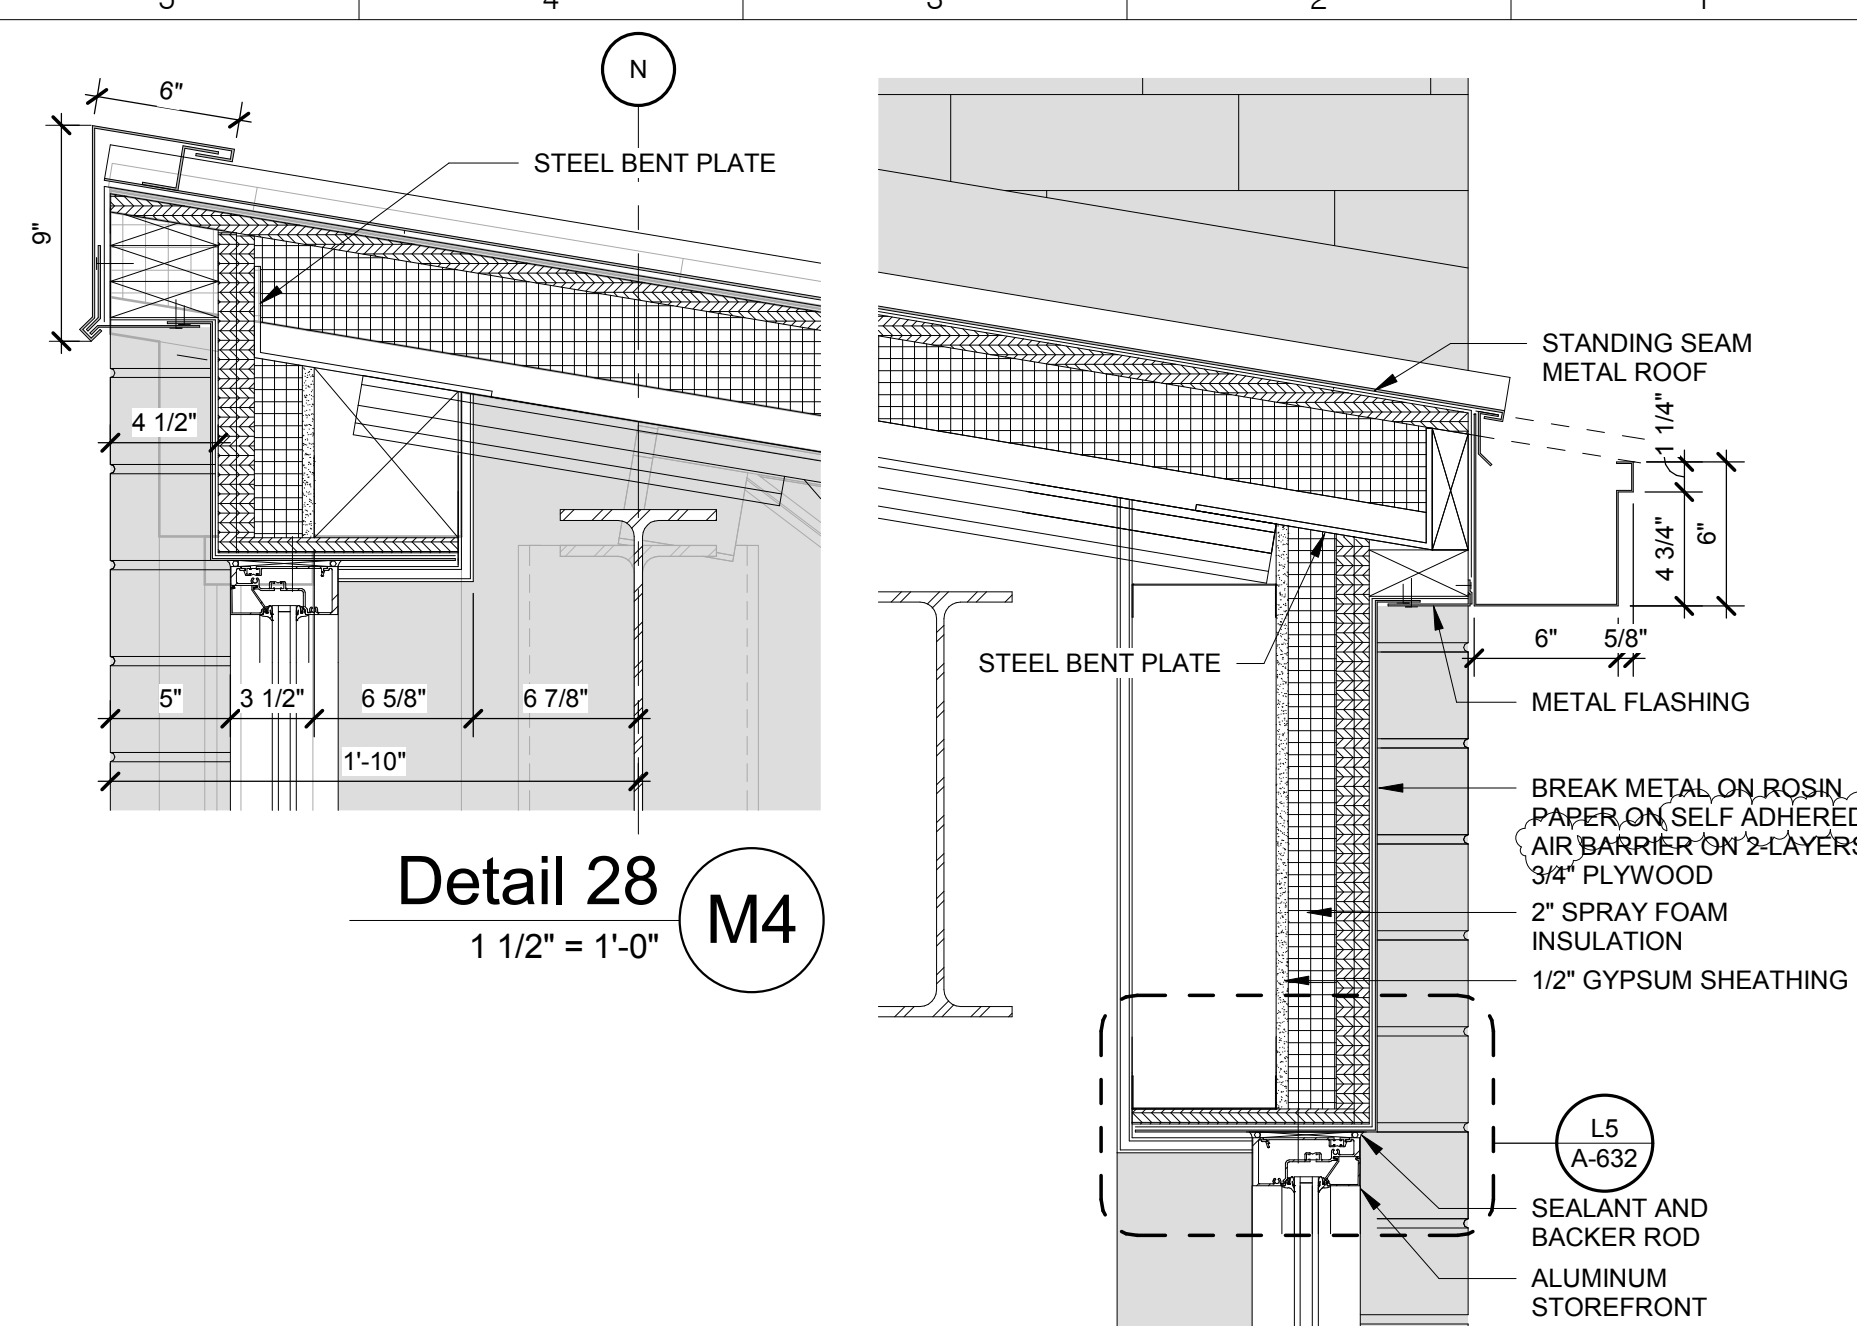 4
2
1
N
6"
STEEL BENT PLATE
9"
4 1/2"
5"
3 1/2"
6 5/8"
6 7/8"
1'-10"
Detail 28
M4
1 1/2" = 1'-0"
STANDING SEAM
METAL ROOF
1 1/4"
4 3/4"
6"
6"
5/8"
STEEL BENT PLATE
METAL FLASHING
BREAK METAL ON ROSIN
PAPER ON SELF ADHERED
AIR BARRIER ON 2-LAYERS
3/4" PLYWOOD
2" SPRAY FOAM
INSULATION
1/2" GYPSUM SHEATHING
L5
A-632
SEALANT AND
BACKER ROD
ALUMINUM
STOREFRONT